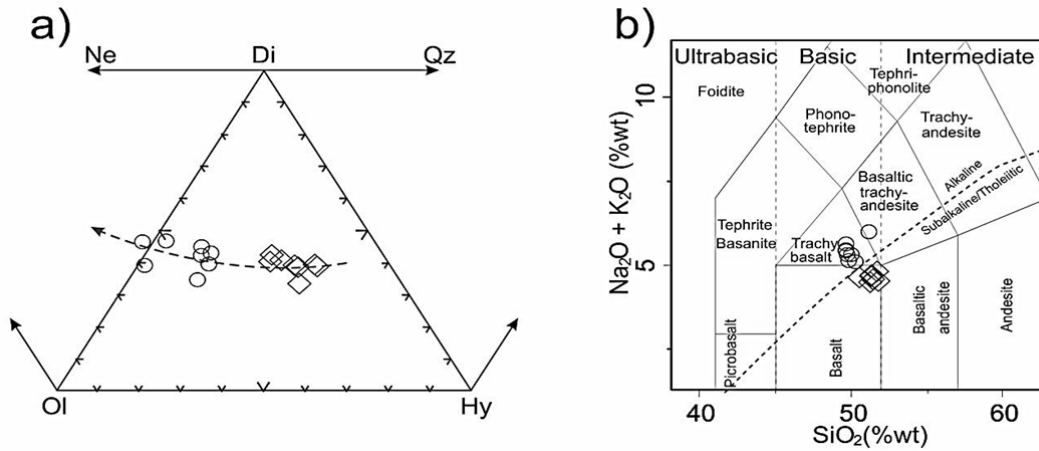 a)
Ne
Di
Qz
Ol
Hy
b)
Ultrabasic
Basic
Intermediate
Foidite
Tephri-
phonolite
Phono-
tephrite
Trachy-
andesite
Basaltic
trachy-
andesite
Alkaline
Subalkaline/Tholeiitic
Tephrite
Basanite
Trachy
basalt
Picrobasalt
Basalt
Basaltic
andesite
Andesite
10
5
Na2O + K2O (%wt)
40
50
60
SiO2(%wt)